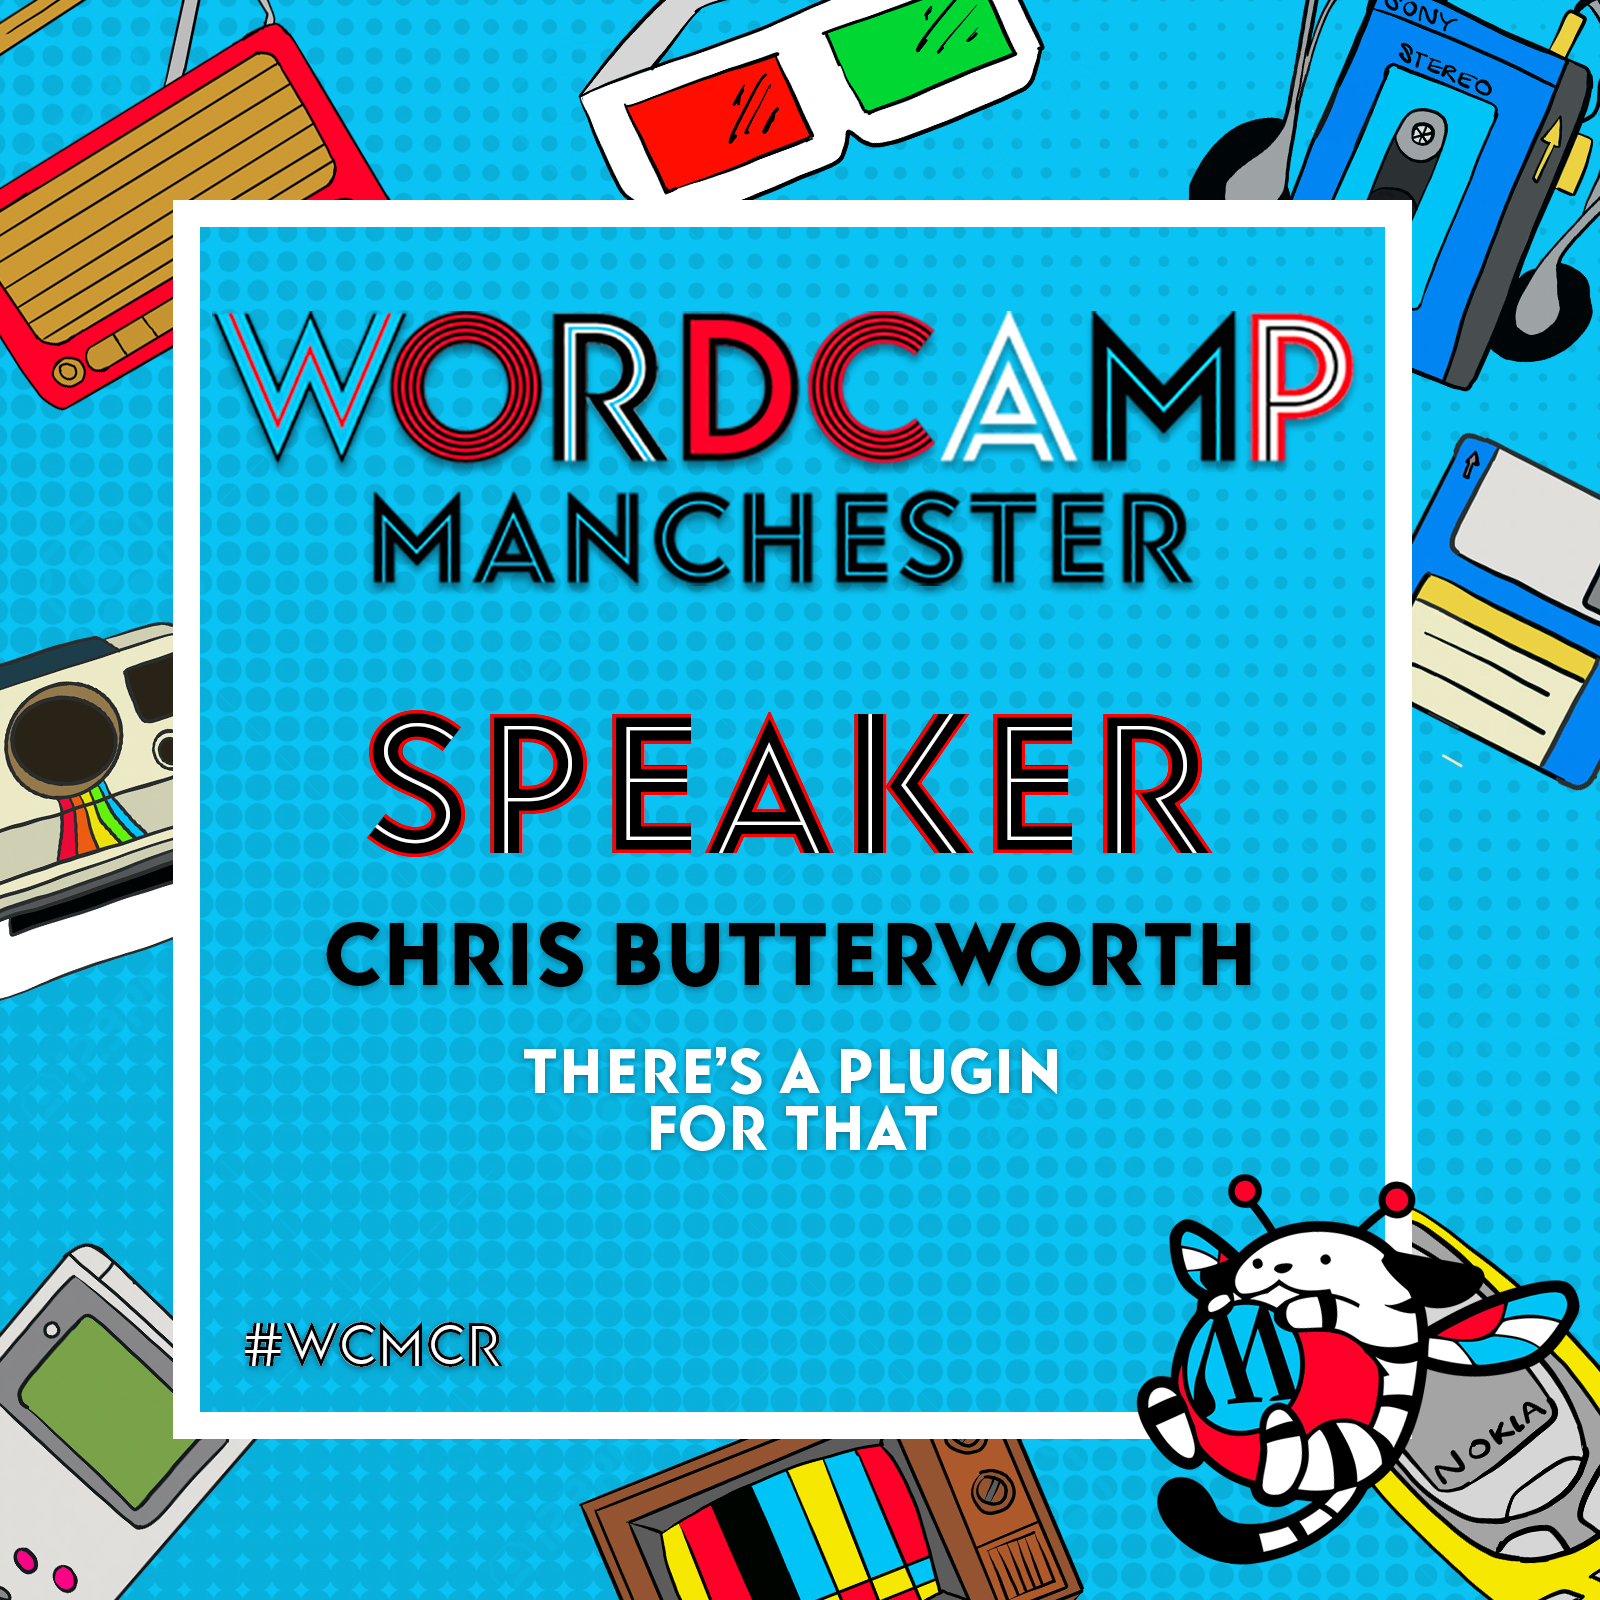 SONY
STEREO
WORDCAMP
MANCHESTER
SPEAKER
CHRIS BUTTERWORTH
THERE'S A PLUGIN
FOR THAT
#WCMCR
W
NOKIA